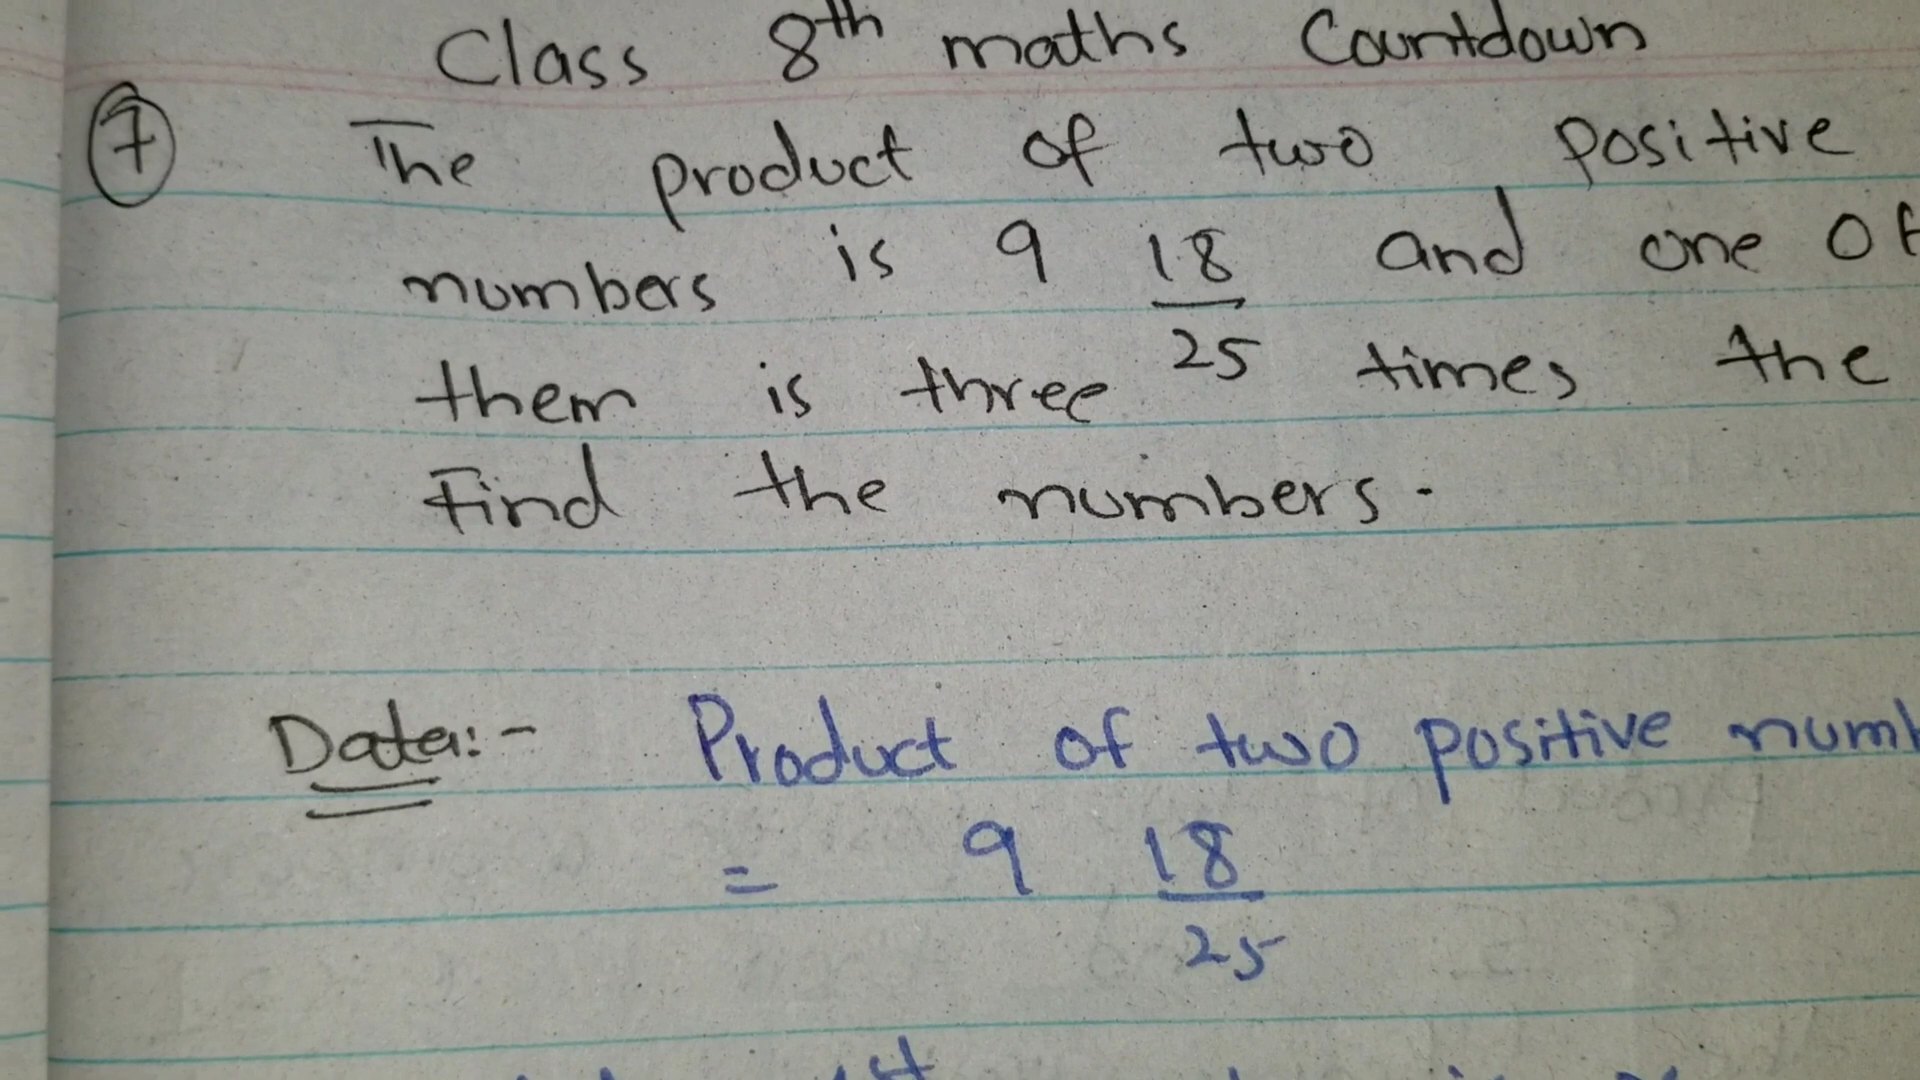 Class 8th maths Countdown
7 The product of two positive
numbers is 9 18/25 and one of
them is three times the
Find the numbers.
Data:- Product of two positive numb
= 9 18/25